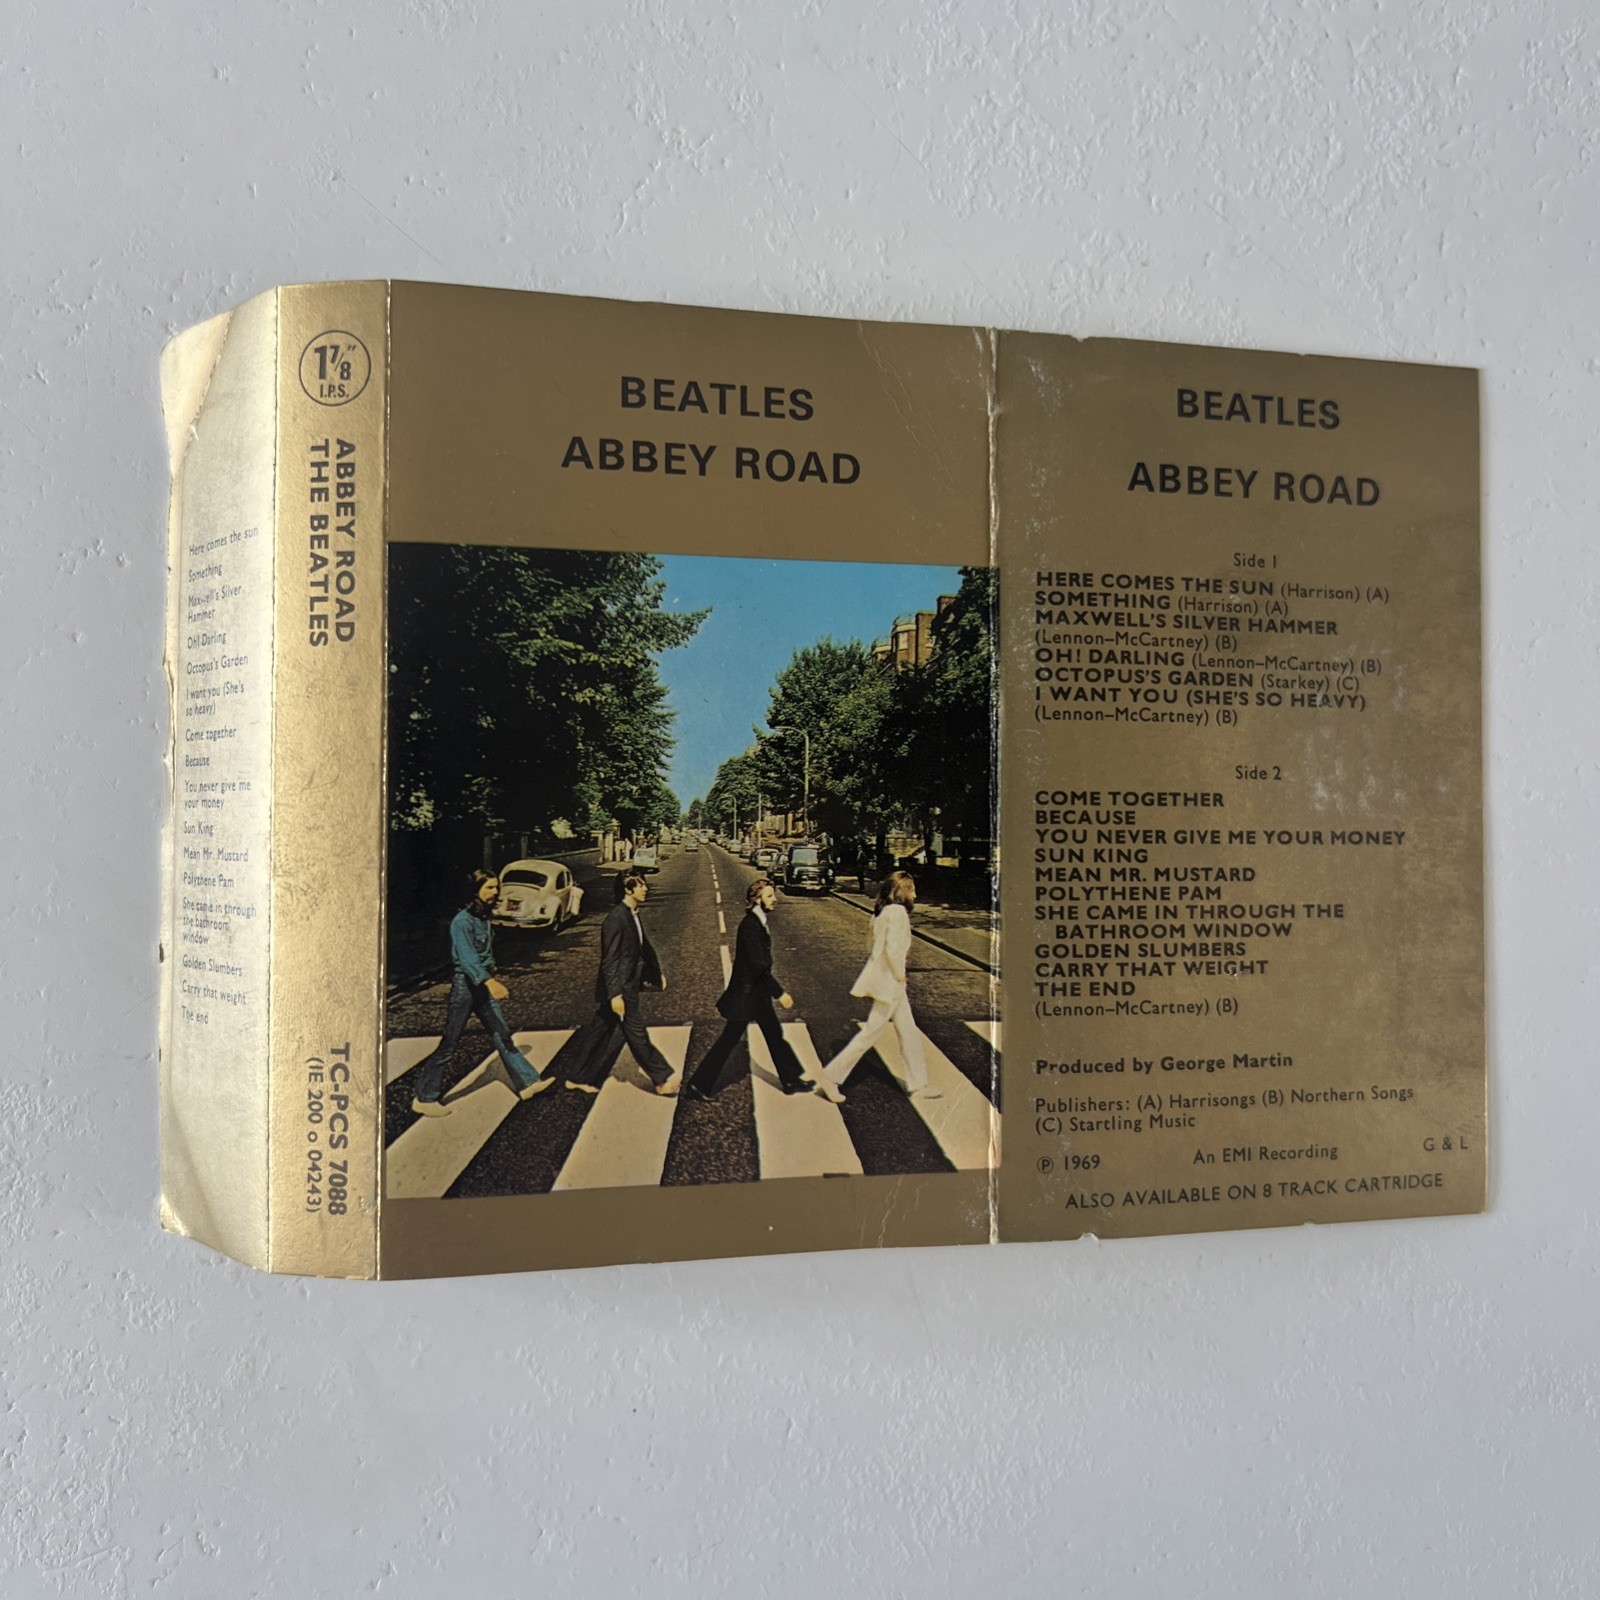 Here comes the sun
Something
Maxwell's Silver
Hammer
Oh! Darling
Octopus's Garden
I want you (She's
so heavy)
Come together
Because
You never give me
your money
Sun King
Mean Mr. Mustard
Polythene Pam
She came in through
the bathroom
window
Golden Slumbers
Carry that weight
The end
1 7/8"
I.P.S.
ABBEY ROAD
THE BEATLES
TC-PCS 7088
(IE 200 o 04243)
BEATLES
ABBEY ROAD
BEATLES
ABBEY ROAD
Side 1
HERE COMES THE SUN (Harrison) (A)
SOMETHING (Harrison) (A)
MAXWELL'S SILVER HAMMER
(Lennon–McCartney) (B)
OH! DARLING (Lennon–McCartney) (B)
OCTOPUS'S GARDEN (Starkey) (C)
I WANT YOU (SHE'S SO HEAVY)
(Lennon–McCartney) (B)
Side 2
COME TOGETHER
BECAUSE
YOU NEVER GIVE ME YOUR MONEY
SUN KING
MEAN MR. MUSTARD
POLYTHENE PAM
SHE CAME IN THROUGH THE
BATHROOM WINDOW
GOLDEN SLUMBERS
CARRY THAT WEIGHT
THE END
(Lennon–McCartney) (B)
Produced by George Martin
Publishers: (A) Harrisongs (B) Northern Songs
(C) Startling Music
℗ 1969 An EMI Recording G & L
ALSO AVAILABLE ON 8 TRACK CARTRIDGE